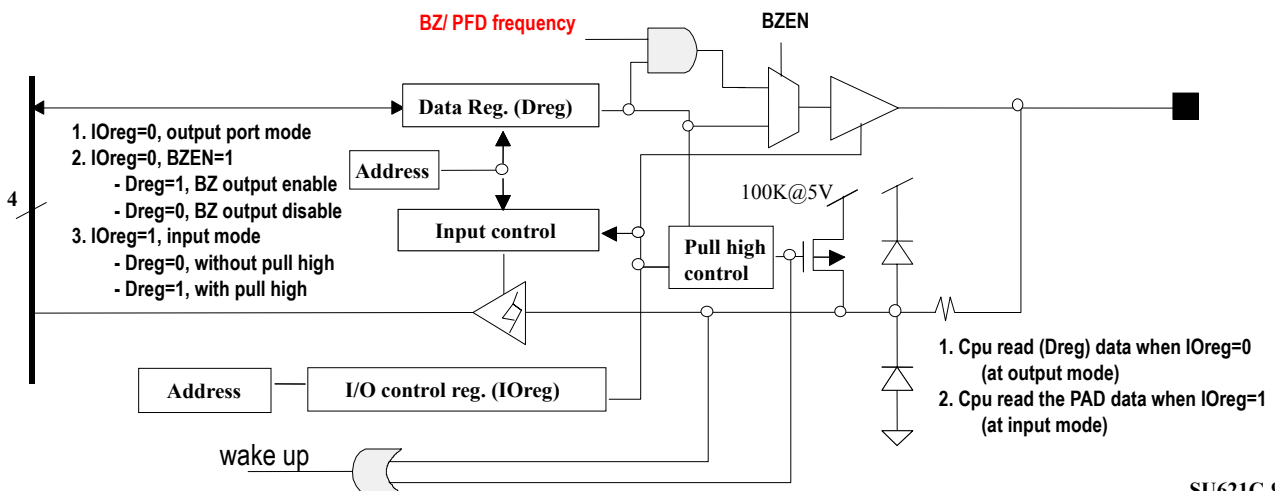 BZ/ PFD frequency
BZEN
Data Reg. (Dreg)
1. IOreg=0, output port mode
2. IOreg=0, BZEN=1
- Dreg=1, BZ output enable
- Dreg=0, BZ output disable
3. IOreg=1, input mode
- Dreg=0, without pull high
- Dreg=1, with pull high
4
Address
100K@5V
Input control
Pull high
control
1. Cpu read (Dreg) data when IOreg=0
(at output mode)
2. Cpu read the PAD data when IOreg=1
(at input mode)
Address
I/O control reg. (IOreg)
wake up